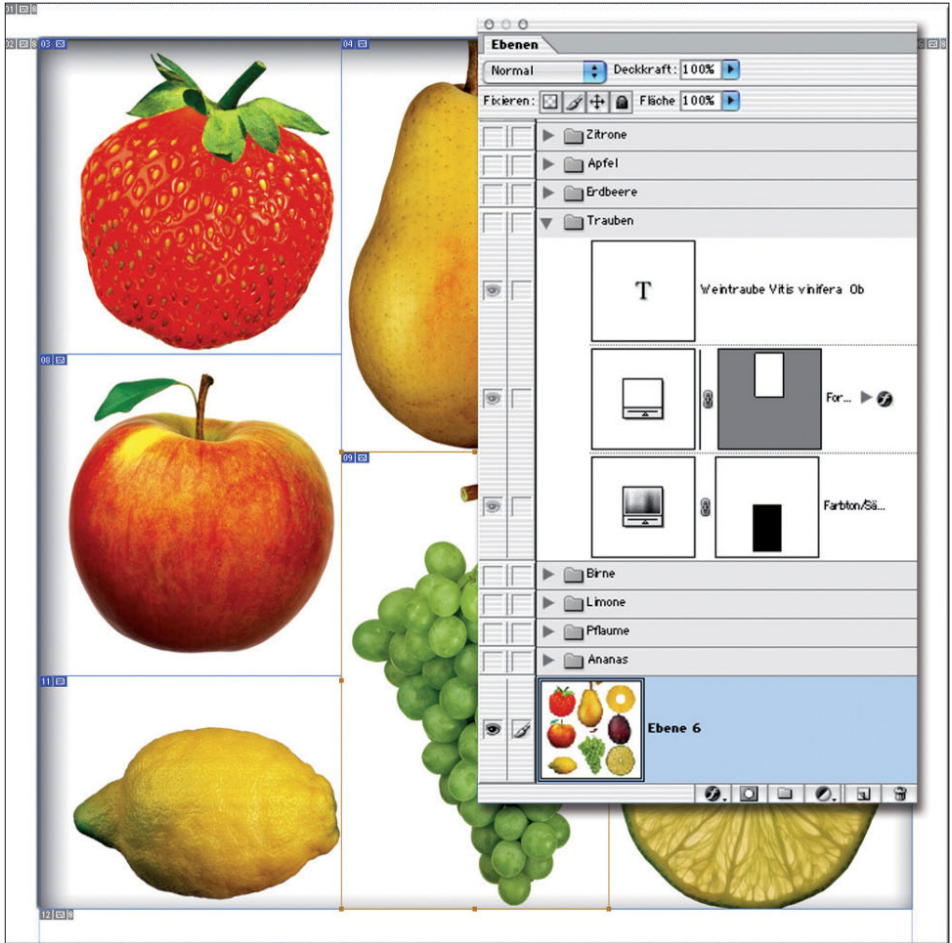 01
02
03
04
Ebenen
Normal
Deckkraft: 100%
Fixieren:
Fläche 100%
Zitrone
Apfel
Erdbeere
Trauben
T
Weintraube Vitis vinifera Ob
For...
Farbton/Sä...
Birne
Limone
Pflaume
Ananas
Ebene 6
08
09
11
12